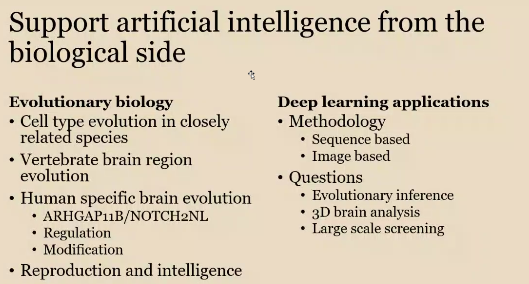 Support artificial intelligence from the
biological side
Evolutionary biology
• Cell type evolution in closely
related species
• Vertebrate brain region
evolution
• Human specific brain evolution
• ARHGAP11B/NOTCH2NL
• Regulation
• Modification
• Reproduction and intelligence
Deep learning applications
• Methodology
• Sequence based
• Image based
• Questions
• Evolutionary inference
• 3D brain analysis
• Large scale screening